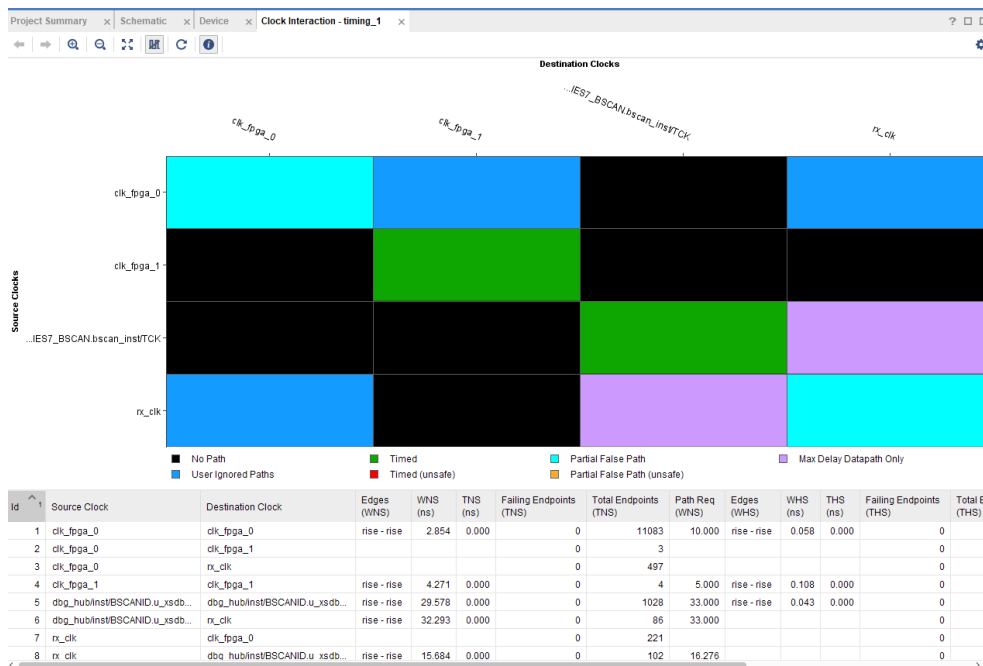 Project Summary × Schematic × Device × Clock Interaction - timing_1 ×
Destination Clocks
clk_fpga_0 clk_fpga_1 ...IES7_BSCAN.bscan_inst/TCK rx_clk
Source Clocks
clk_fpga_0
clk_fpga_1
...IES7_BSCAN.bscan_inst/TCK
rx_clk
No Path Timed Partial False Path Max Delay Datapath Only
User Ignored Paths Timed (unsafe) Partial False Path (unsafe)
Id 1 Source Clock Destination Clock Edges (WNS) WNS (ns) TNS (ns) Failing Endpoints (TNS) Total Endpoints (TNS) Path Req (WNS) Edges (WHS) WHS (ns) THS (ns) Failing Endpoints (THS) Total E (THS)
1 clk_fpga_0 clk_fpga_0 rise - rise 2.854 0.000 0 11083 10.000 rise - rise 0.058 0.000 0
2 clk_fpga_0 clk_fpga_1 0 3 0
3 clk_fpga_0 rx_clk 0 497 0
4 clk_fpga_1 clk_fpga_1 rise - rise 4.271 0.000 0 4 5.000 rise - rise 0.108 0.000 0
5 dbg_hub/inst/BSCANID.u_xsdb... dbg_hub/inst/BSCANID.u_xsdb... rise - rise 29.578 0.000 0 1028 33.000 rise - rise 0.043 0.000 0
6 dbg_hub/inst/BSCANID.u_xsdb... rx_clk rise - rise 32.293 0.000 0 86 33.000 0
7 rx_clk clk_fpga_0 0 221 0
8 rx_clk dbg_hub/inst/BSCANID.u_xsdb... rise - rise 15.684 0.000 0 102 16.276 0